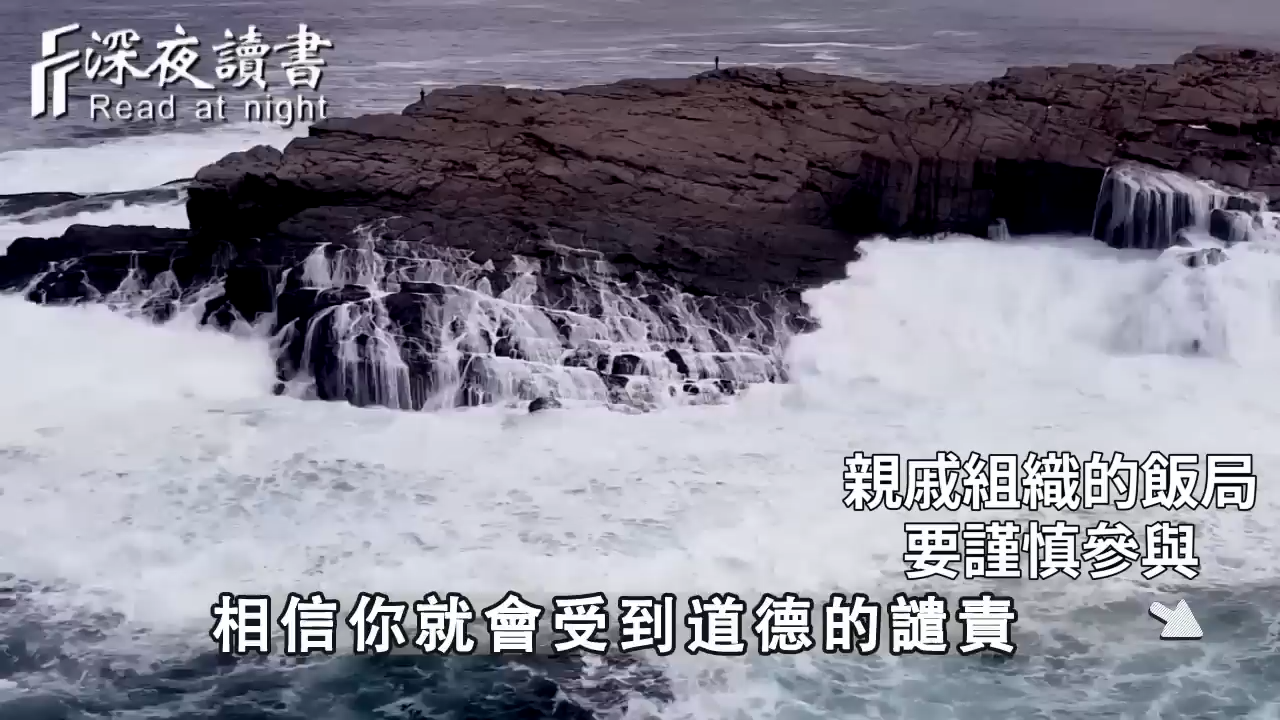 深夜讀書
Read at night
親戚組織的飯局
要謹慎參與
相信你就會受到道德的譴責